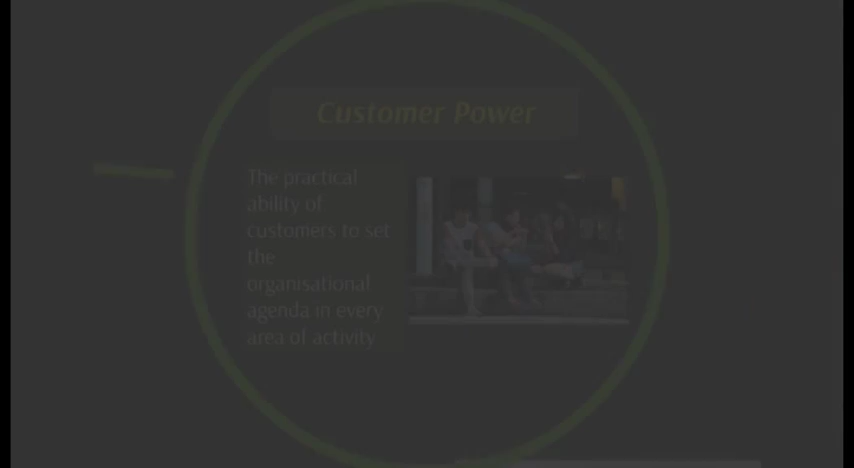 Customer Power
The practical
ability of
customers to set
the
organisational
agenda in every
area of activity